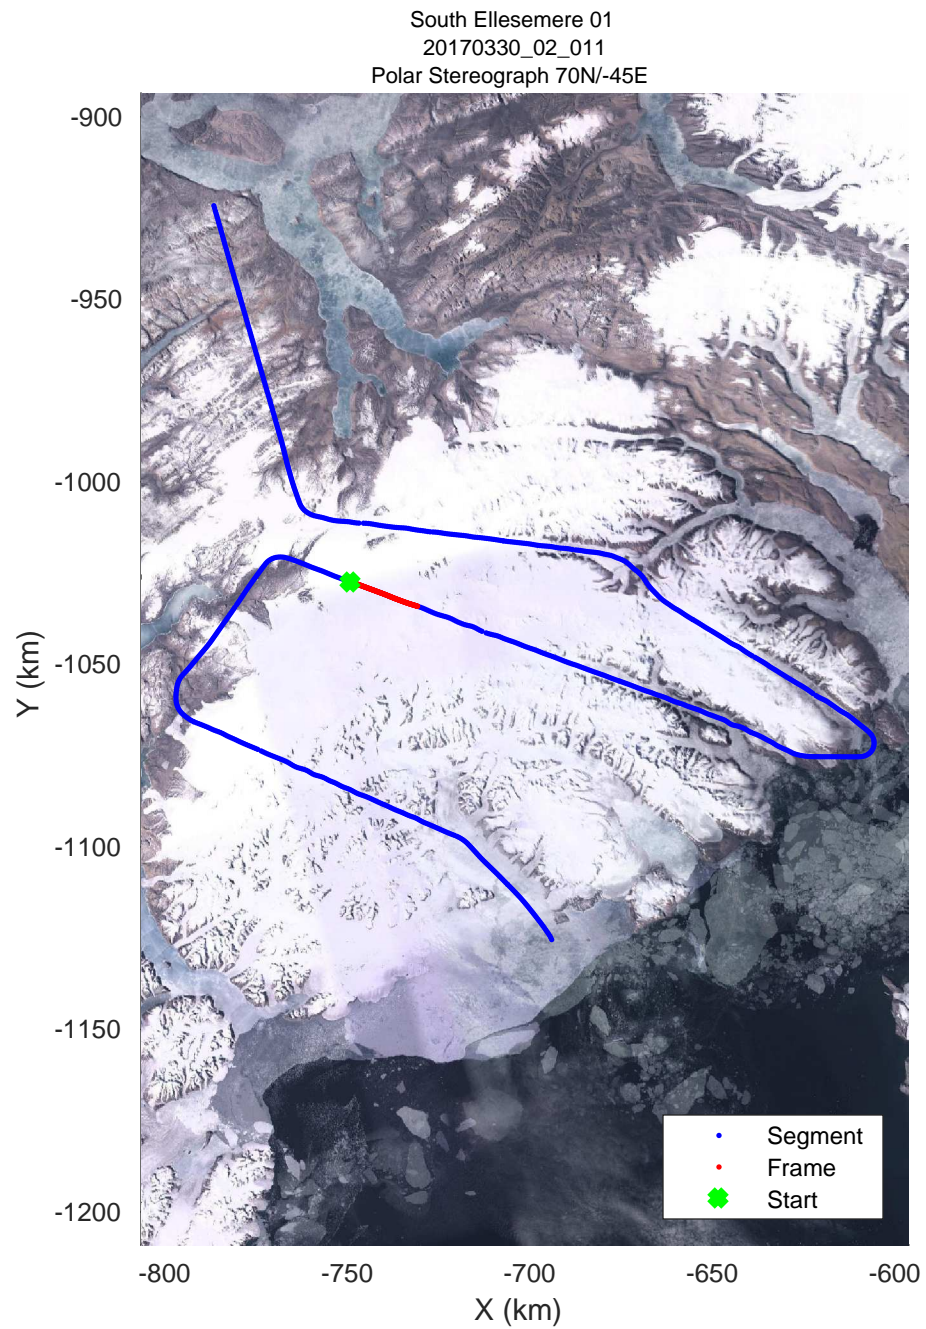 South Ellesemere 01
20170330_02_011
Polar Stereograph 70N/-45E
-900
-950
-1000
-1050
-1100
-1150
-1200
Y (km)
Segment
Frame
Start
-800
-750
-700
-650
-600
X (km)